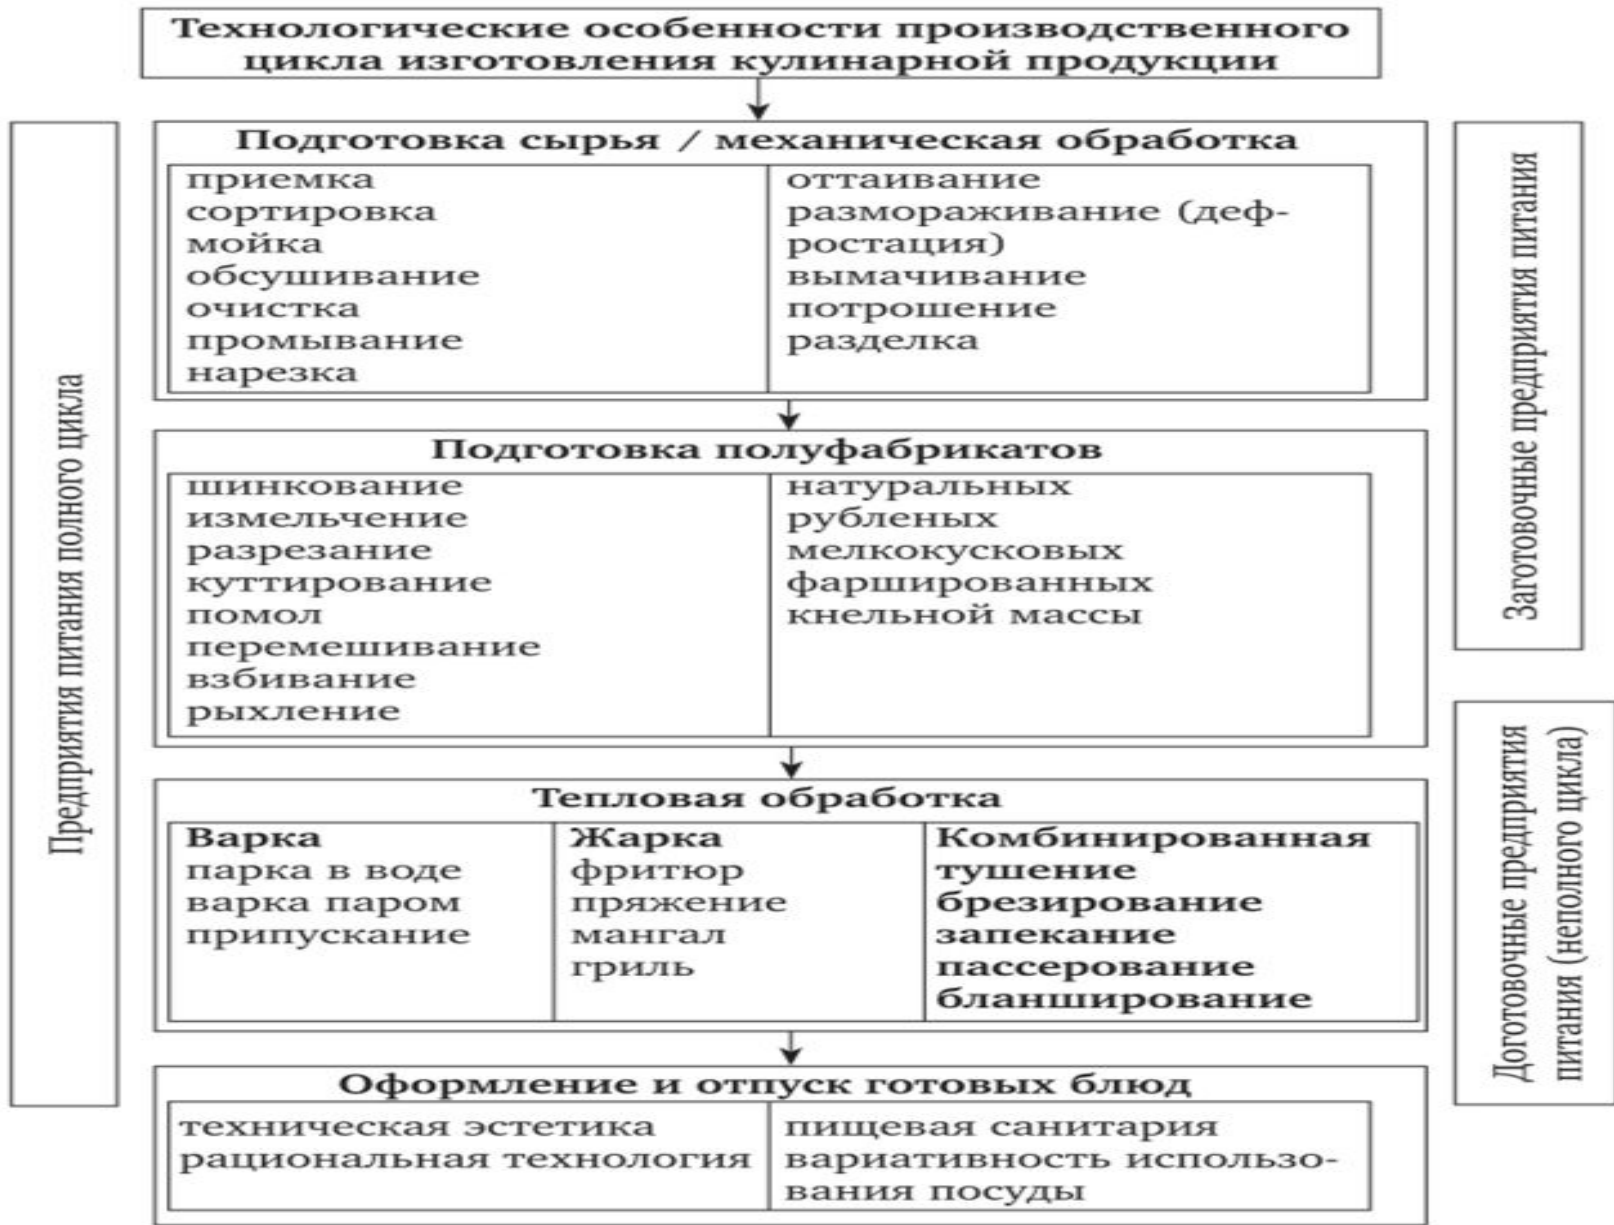 Технологические особенности производственного
цикла изготовления кулинарной продукции
Предприятия питания полного цикла
Подготовка сырья / механическая обработка
приемка
сортировка
мойка
обсушивание
очистка
промывание
нарезка
оттаивание
размораживание (деф-
ростация)
вымачивание
потрошение
разделка
Подготовка полуфабрикатов
шинкование
измельчение
разрезание
куттирование
помол
перемешивание
взбивание
рыхление
натуральных
рубленых
мелкокусковых
фаршированных
кнельной массы
Заготовочные предприятия питания
Тепловая обработка
Варка
парка в воде
варка паром
припускание
Жарка
фритюр
пряжение
мангал
гриль
Комбинированная
тушение
брезирование
запекание
пассерование
бланширование
Доготовочные предприятия
питания (неполного цикла)
Оформление и отпуск готовых блюд
техническая эстетика
рациональная технология
пищевая санитария
вариативность использо-
вания посуды